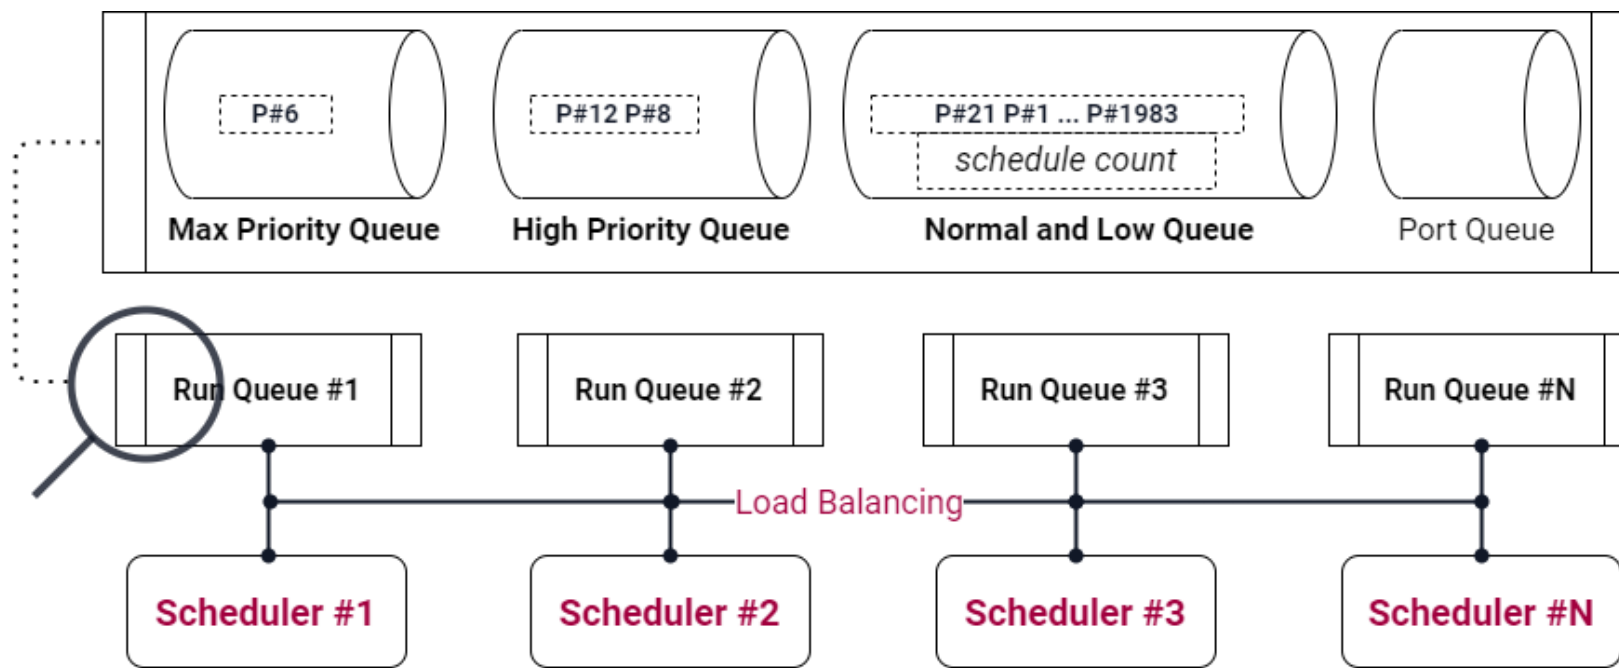 P#6
P#12 P#8
P#21 P#1 ... P#1983
schedule count
Max Priority Queue
High Priority Queue
Normal and Low Queue
Port Queue
Run Queue #1
Run Queue #2
Run Queue #3
Run Queue #N
Load Balancing
Scheduler #1
Scheduler #2
Scheduler #3
Scheduler #N